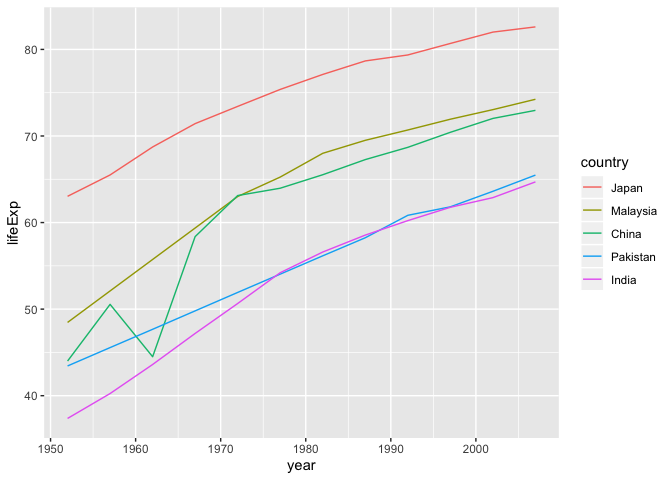 80
70
60
50
40
lifeExp
1950
1960
1970
1980
1990
2000
year
country
Japan
Malaysia
China
Pakistan
India